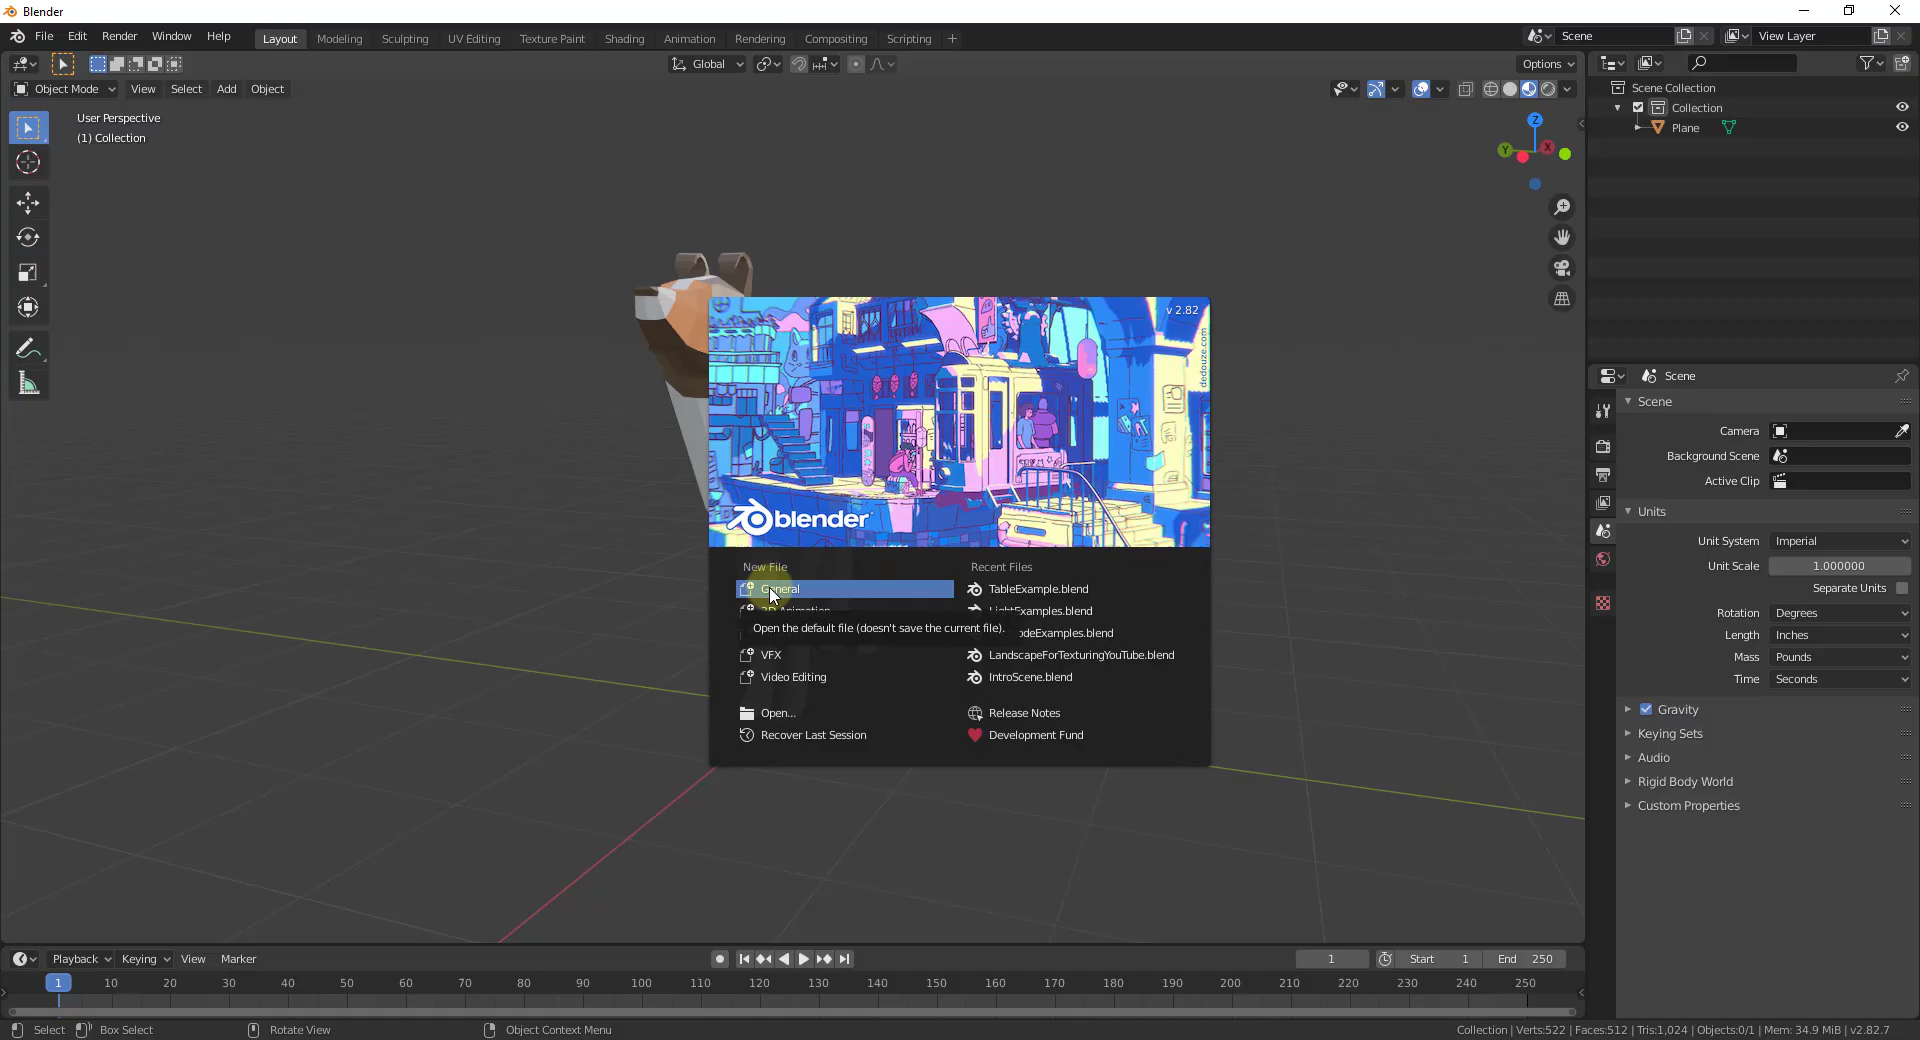 Blender
File Edit Render Window Help
Layout Modeling Sculpting UV Editing Texture Paint Shading Animation Rendering Compositing Scripting +
Scene
View Layer
Global
Options
Object Mode View Select Add Object
User Perspective
(1) Collection
Z
Y
X
Scene Collection
Collection
Plane
v 2.82
dedouze.com
blender
New File
General
3D Animation
Open the default file (doesn't save the current file).
VFX
Video Editing
Open...
Recover Last Session
Recent Files
TableExample.blend
LightExamples.blend
odeExamples.blend
LandscapeForTexturingYouTube.blend
IntroScene.blend
Release Notes
Development Fund
Scene
Scene
Camera
Background Scene
Active Clip
Units
Unit System Imperial
Unit Scale 1.000000
Separate Units
Rotation Degrees
Length Inches
Mass Pounds
Time Seconds
Gravity
Keying Sets
Audio
Rigid Body World
Custom Properties
Playback Keying View Marker
1 Start 1 End 250
1 10 20 30 40 50 60 70 80 90 100 110 120 130 140 150 160 170 180 190 200 210 220 230 240 250
Select Box Select Rotate View Object Context Menu
Collection | Verts:522 | Faces:512 | Tris:1,024 | Objects:0/1 | Mem: 34.9 MiB | v2.82.7